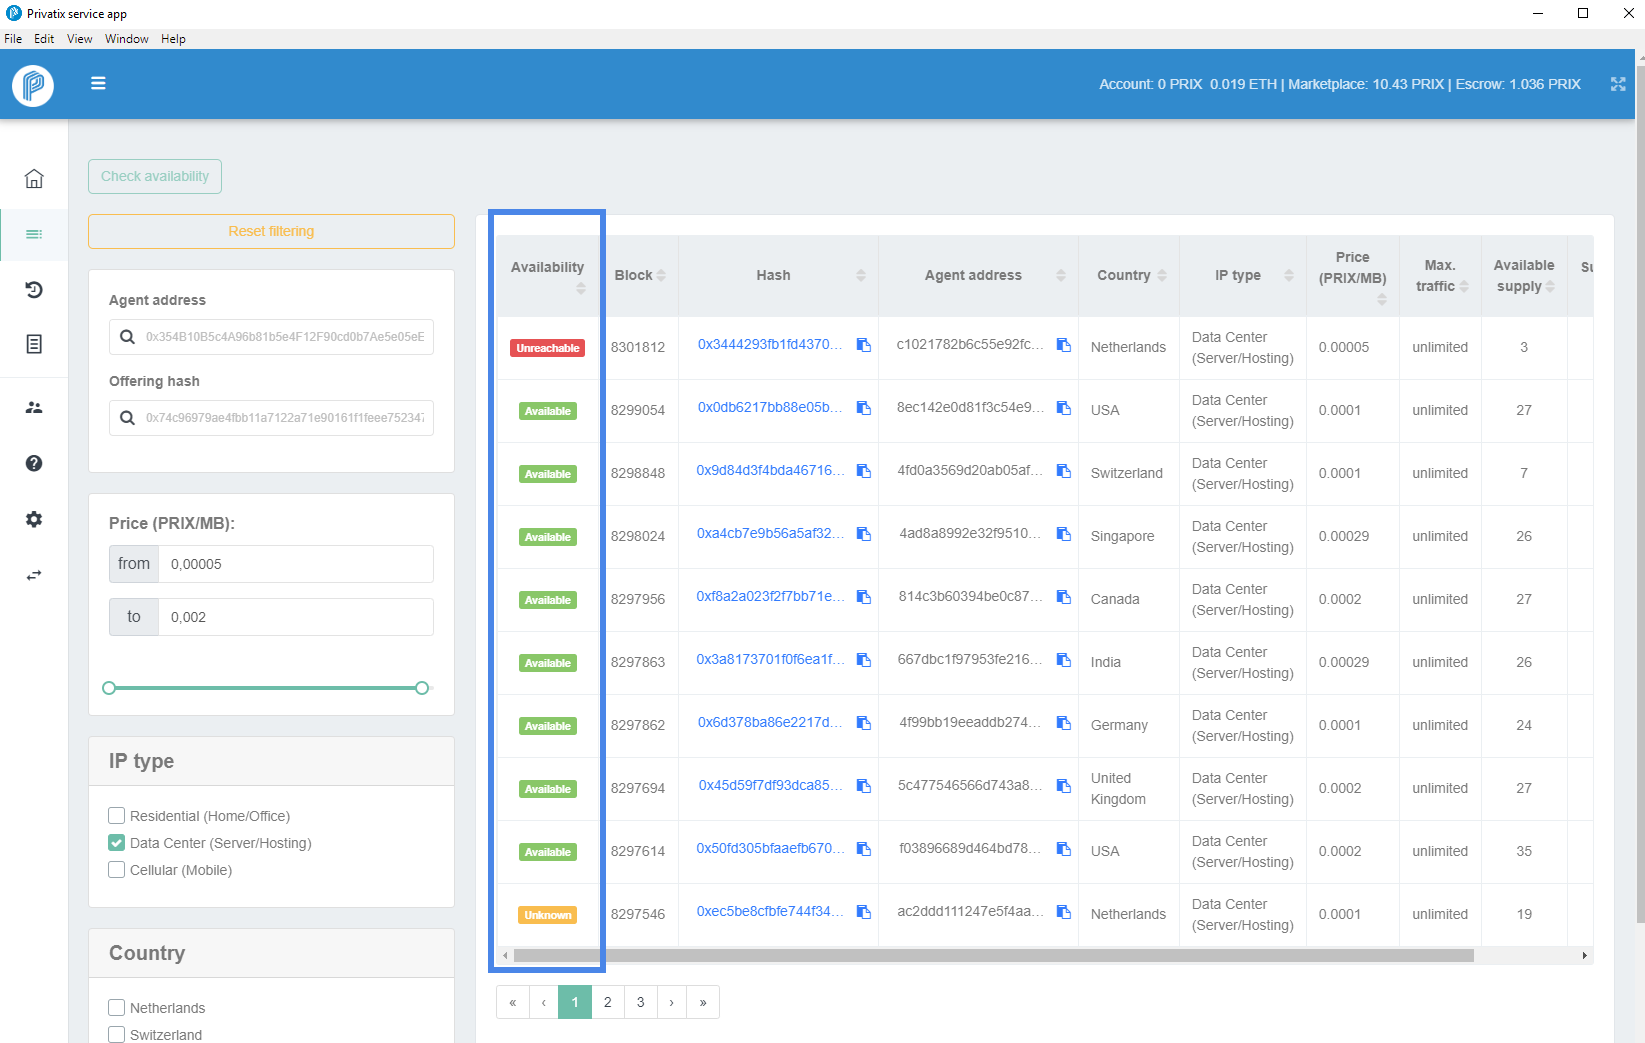 Privatix service app
File Edit View Window Help
Account: 0 PRIX 0.019 ETH | Marketplace: 10.43 PRIX | Escrow: 1.036 PRIX
Check availability
Reset filtering
Agent address
0x354B10B5c4A96b81b5e4F12F90cd0b7Ae5e05eE
Offering hash
0x74c96979ae4fbb11a7122a71e90161f1feee752347
Price (PRIX/MB):
from 0,00005
to 0,002
IP type
Residential (Home/Office)
Data Center (Server/Hosting)
Cellular (Mobile)
Country
Netherlands
Switzerland
Availability Block Hash Agent address Country IP type Price (PRIX/MB) Max. traffic Available supply Su
Unreachable 8301812 0x3444293fb1fd4370... c1021782b6c55e92fc... Netherlands Data Center (Server/Hosting) 0.00005 unlimited 3
Available 8299054 0x0db6217bb88e05b... 8ec142e0d81f3c54e9... USA Data Center (Server/Hosting) 0.0001 unlimited 27
Available 8298848 0x9d84d3f4bda46716... 4fd0a3569d20ab05af... Switzerland Data Center (Server/Hosting) 0.0001 unlimited 7
Available 8298024 0xa4cb7e9b56a5af32... 4ad8a8992e32f9510... Singapore Data Center (Server/Hosting) 0.00029 unlimited 26
Available 8297956 0xf8a2a023f2f7bb71e... 814c3b60394be0c87... Canada Data Center (Server/Hosting) 0.0002 unlimited 27
Available 8297863 0x3a8173701f0f6ea1f... 667dbc1f97953fe216... India Data Center (Server/Hosting) 0.00029 unlimited 26
Available 8297862 0x6d378ba86e2217d... 4f99bb19eeaddb274... Germany Data Center (Server/Hosting) 0.0001 unlimited 24
Available 8297694 0x45d59f7df93dca85... 5c477546566d743a8... United Kingdom Data Center (Server/Hosting) 0.0002 unlimited 27
Available 8297614 0x50fd305bfaaefb670... f03896689d464bd78... USA Data Center (Server/Hosting) 0.0002 unlimited 35
Unknown 8297546 0xec5be8cfbfe744f34... ac2ddd111247e5f4aa... Netherlands Data Center (Server/Hosting) 0.0001 unlimited 19
« ‹ 1 2 3 › »